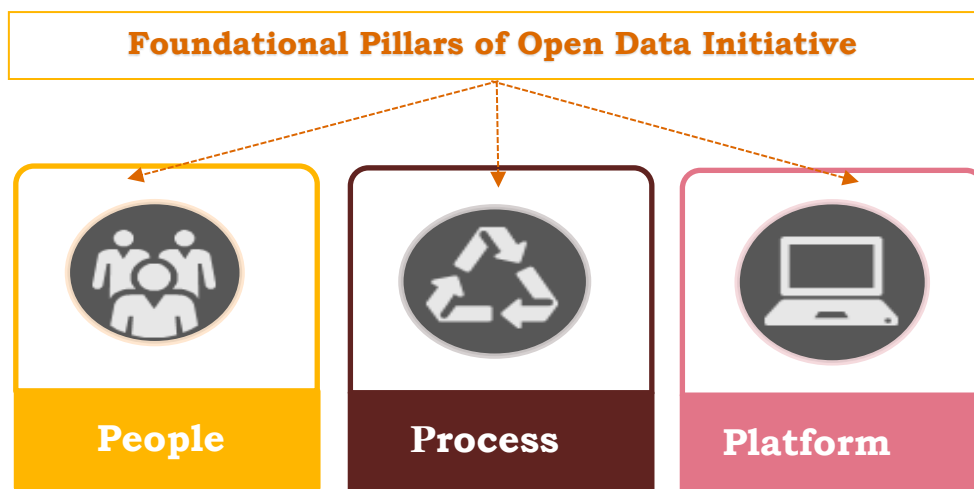 Foundational Pillars of Open Data Initiative
People
Process
Platform